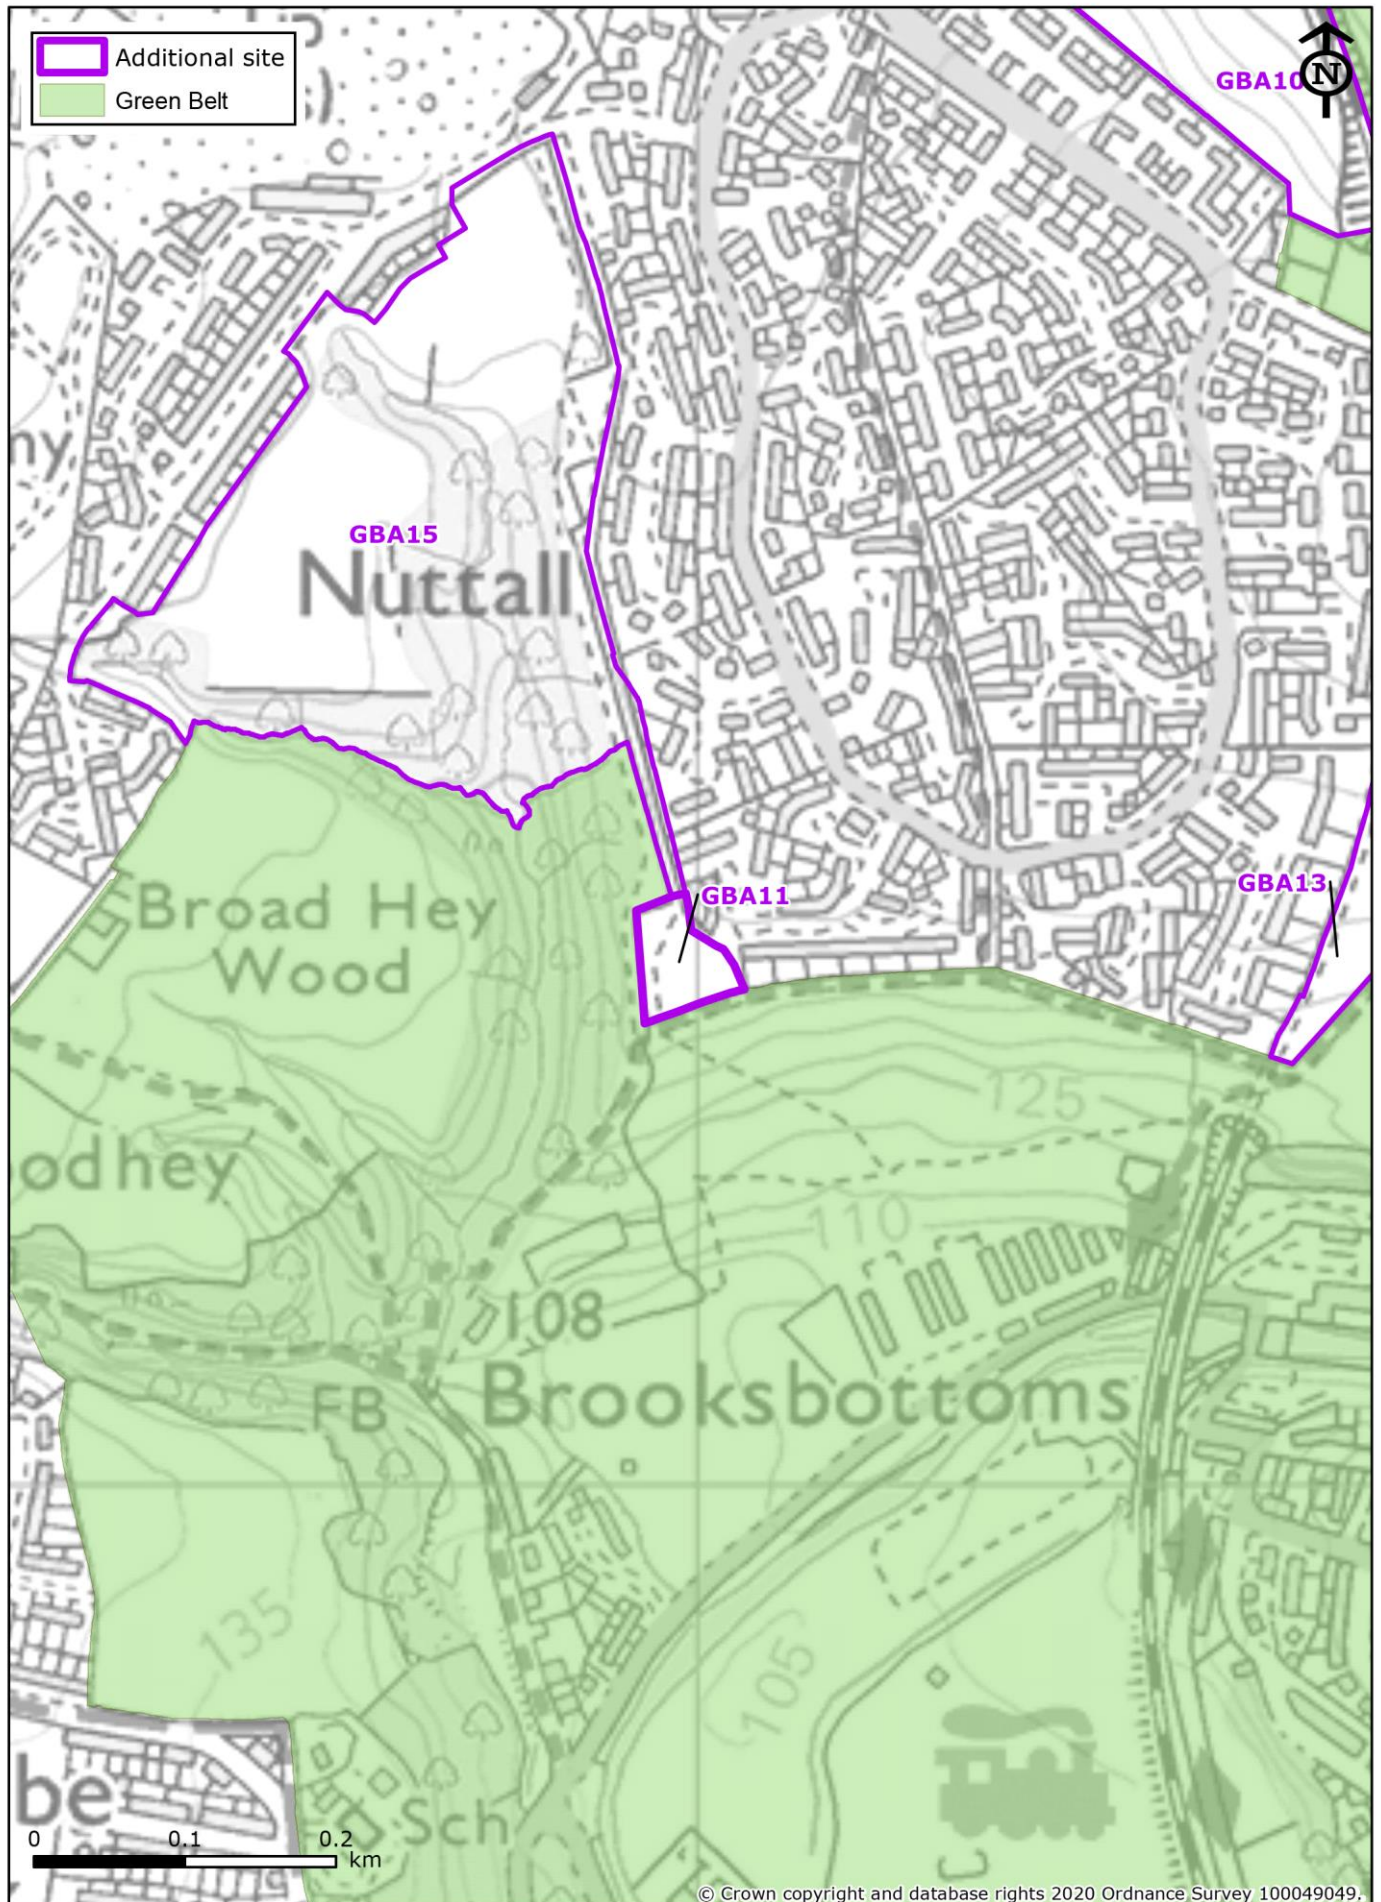 Additional site
Green Belt
GBA10
N
ny
GBA15
Nuttall
GBA11
GBA13
Broad Hey
Wood
125
odhey
110
108
Brooksbottoms
FB
135
105
be
Sch
0 0.1 0.2
km
© Crown copyright and database rights 2020 Ordnance Survey 100049049.